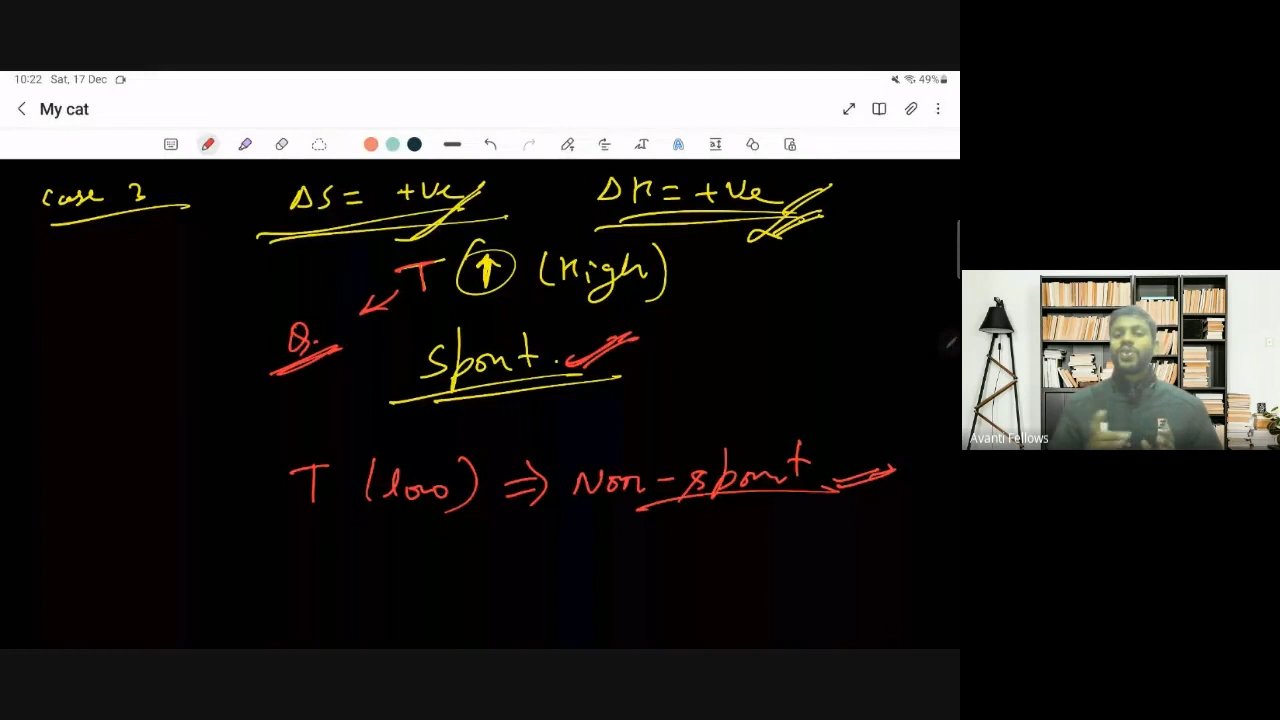 10:22 Sat, 17 Dec 49%
My cat
case 3 ΔS = +ve ΔH = +ve
T ↑ (High)
Q.
Spont.
T (low) ⇒ Non-spont.
Avanti Fellows